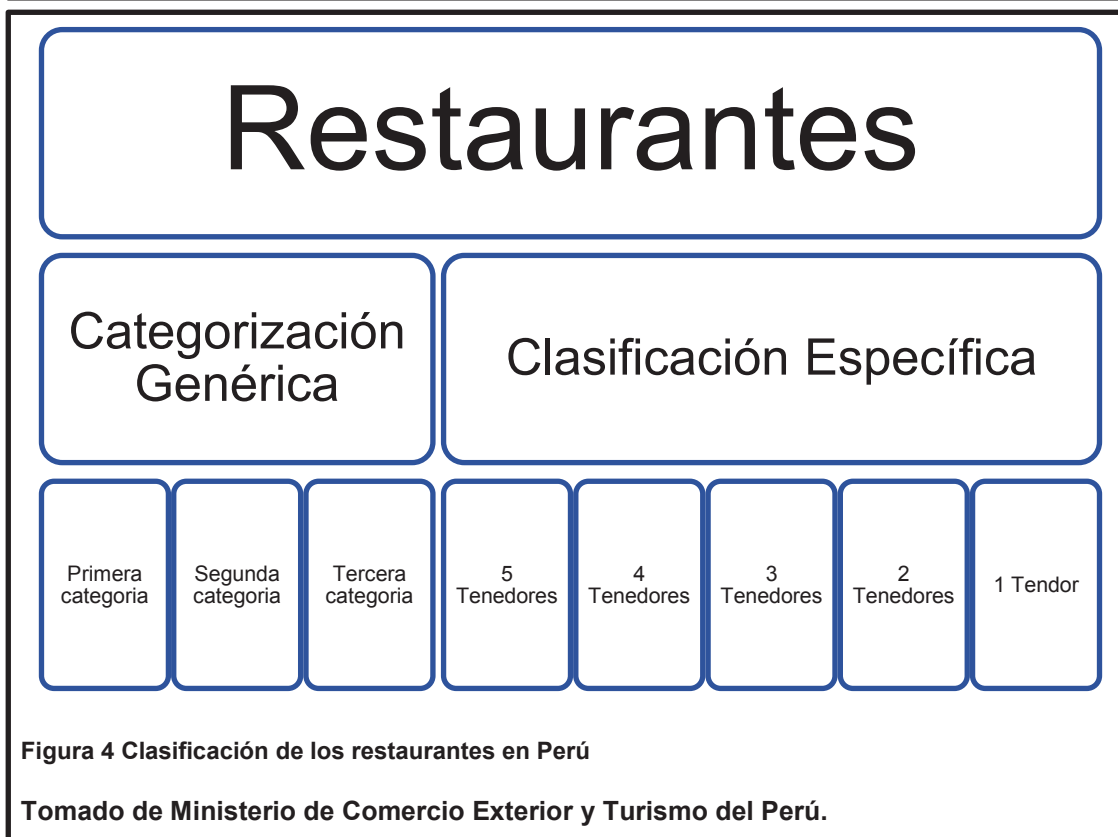 Restaurantes
Categorización
Genérica
Clasificación Específica
Primera
categoria
Segunda
categoria
Tercera
categoria
5
Tenedores
4
Tenedores
3
Tenedores
2
Tenedores
1 Tendor
Figura 4 Clasificación de los restaurantes en Perú
Tomado de Ministerio de Comercio Exterior y Turismo del Perú.